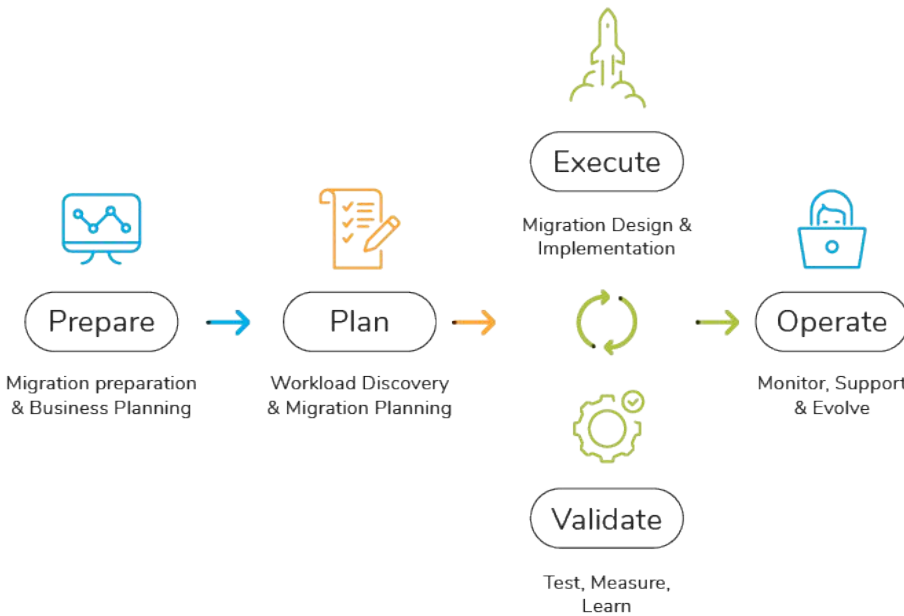 Execute
Migration Design &
Implementation
Prepare
Migration preparation
& Business Planning
Plan
Workload Discovery
& Migration Planning
Operate
Monitor, Support
& Evolve
Validate
Test, Measure,
Learn